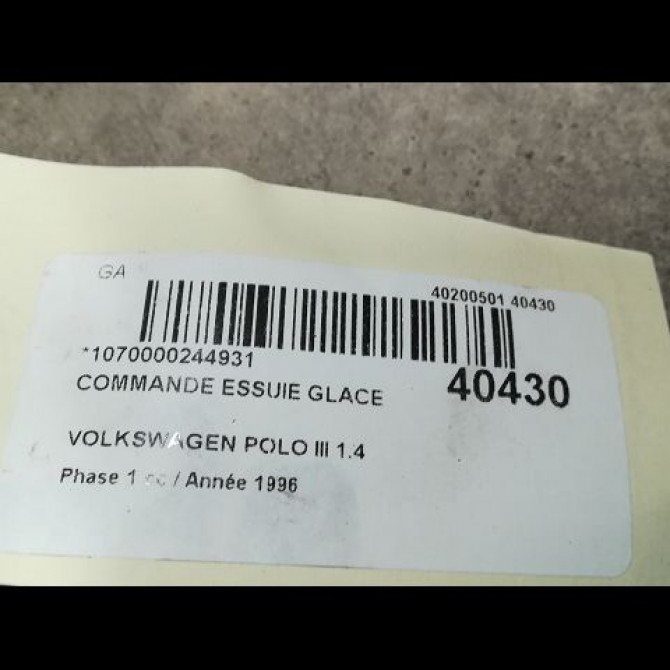 GA
40200501 40430
*1070000244931
40430
COMMANDE ESSUIE GLACE
VOLKSWAGEN POLO III 1.4
Phase 1 / Année 1996